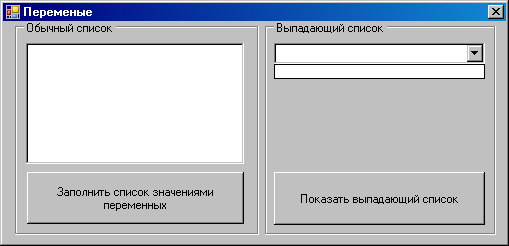 Переменые
Обычный список
Выпадающий список
Заполнить список значениями
переменных
Показать выпадающий список